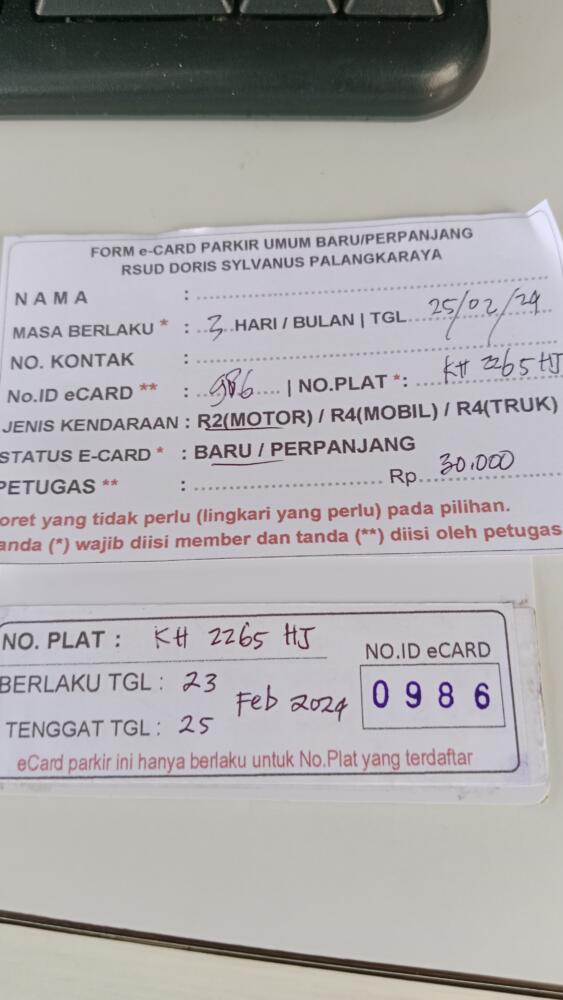 FORM e-CARD PARKIR UMUM BARU/PERPANJANG
RSUD DORIS SYLVANUS PALANGKARAYA
NAMA :
MASA BERLAKU * : 3 HARI / BULAN | TGL 25/02/24
NO. KONTAK :
No.ID eCARD ** : 986 | NO.PLAT *: KH 2265 HJ
JENIS KENDARAAN : R2(MOTOR) / R4(MOBIL) / R4(TRUK)
STATUS E-CARD * : BARU / PERPANJANG
PETUGAS ** : Rp. 30.000
oret yang tidak perlu (lingkari yang perlu) pada pilihan.
anda (*) wajib diisi member dan tanda (**) diisi oleh petugas
NO. PLAT : KH 2265 HJ
NO.ID eCARD
BERLAKU TGL : 23
Feb 2024
0986
TENGGAT TGL : 25
eCard parkir ini hanya berlaku untuk No.Plat yang terdaftar